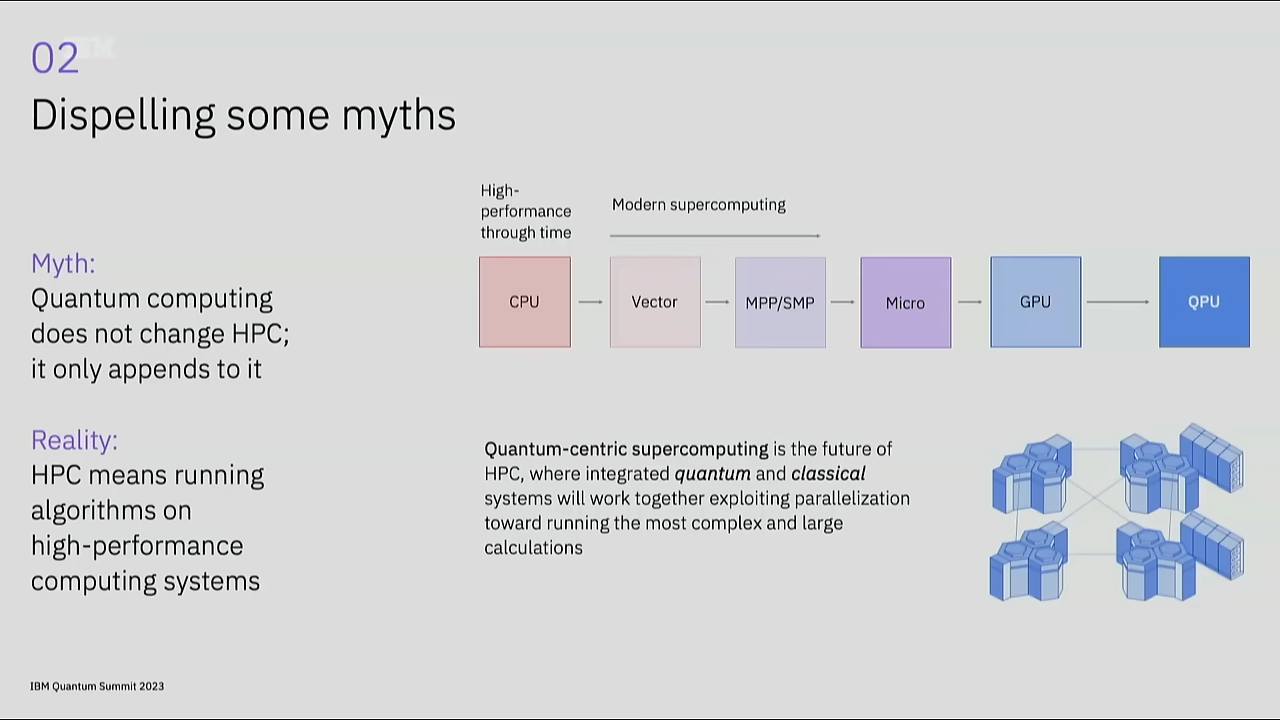 02
Dispelling some myths
Myth:
Quantum computing
does not change HPC;
it only appends to it
Reality:
HPC means running
algorithms on
high-performance
computing systems
High-
performance
through time
Modern supercomputing
CPU
Vector
MPP/SMP
Micro
GPU
QPU
Quantum-centric supercomputing is the future of
HPC, where integrated quantum and classical
systems will work together exploiting parallelization
toward running the most complex and large
calculations
IBM Quantum Summit 2023